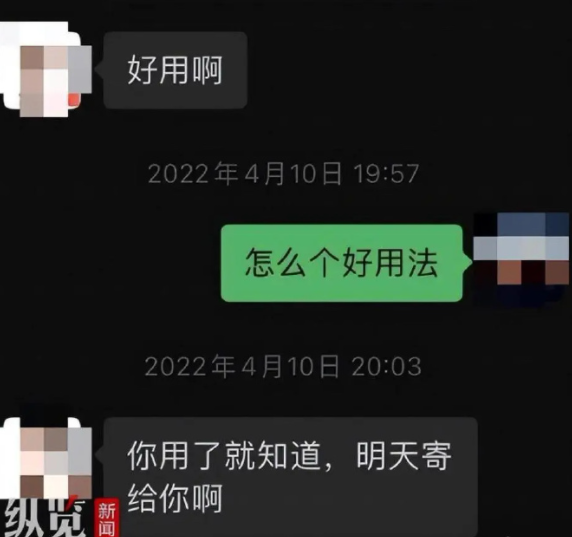 好用啊
2022年4月10日 19:57
怎么个好用法
2022年4月10日 20:03
你用了就知道，明天寄
给你啊
纵览
新闻